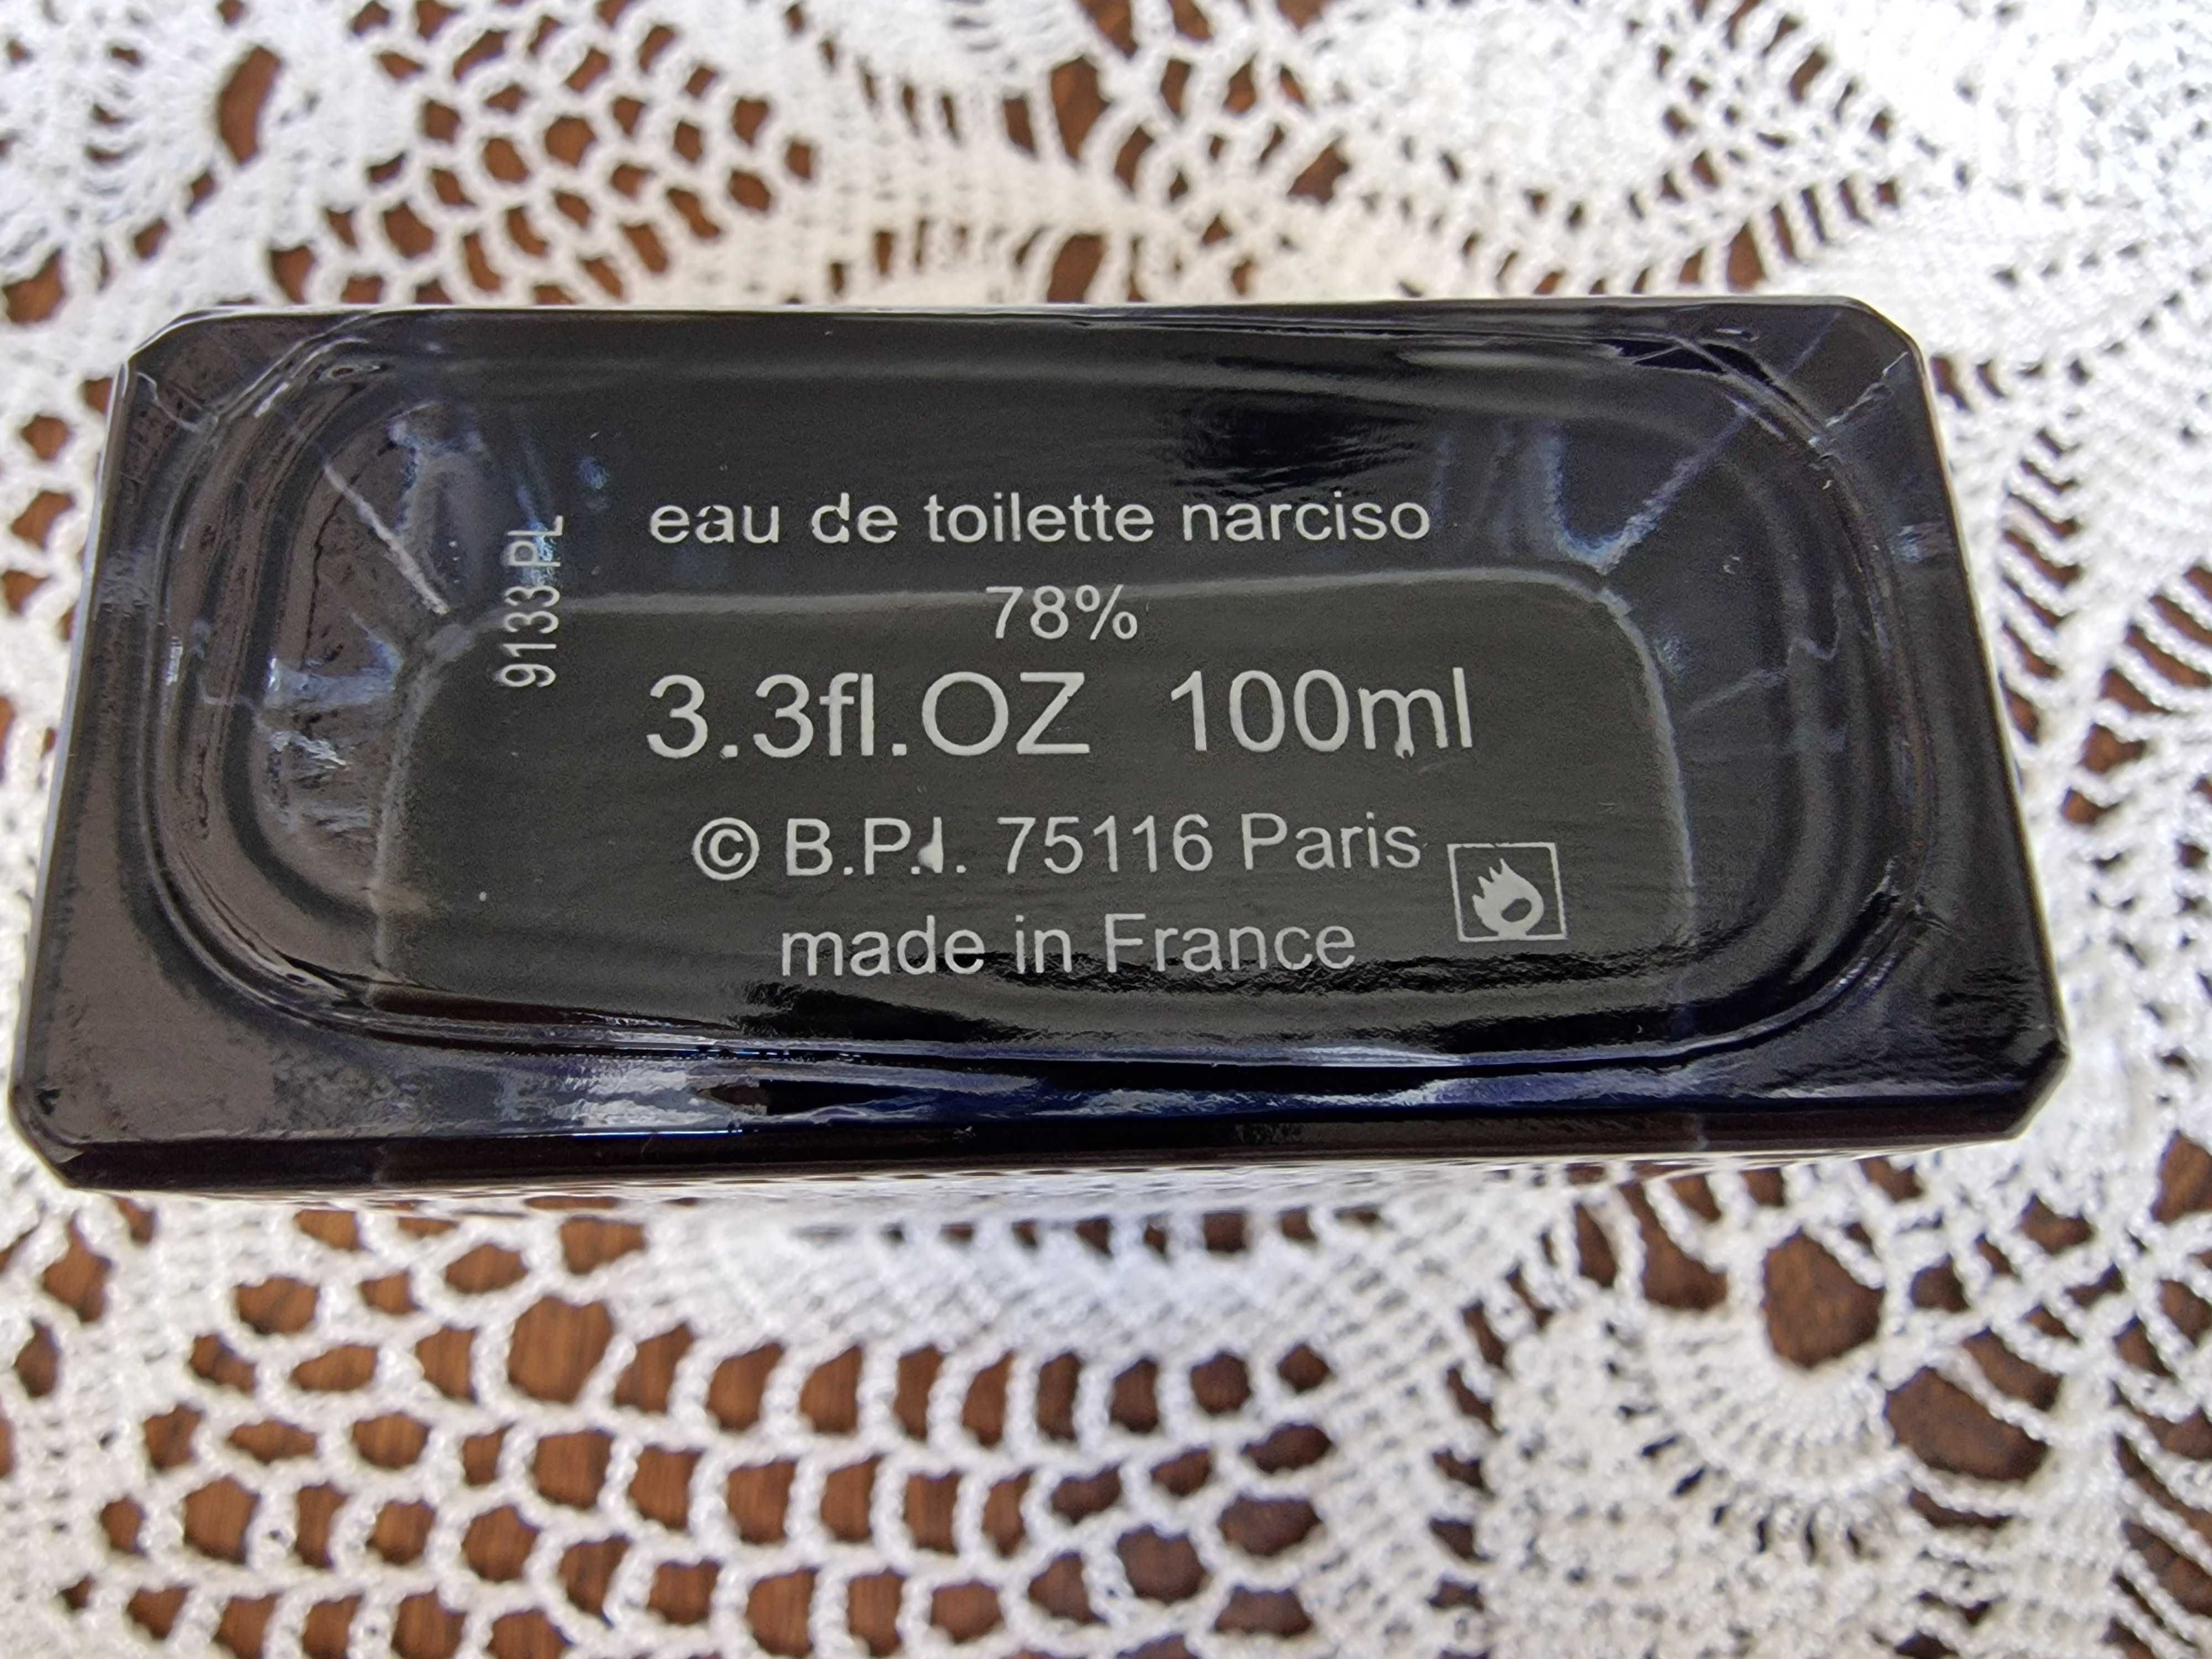 eau de toilette narciso
78%
3.3fl.OZ 100ml
© B.P.I. 75116 Paris
made in France
9133 PL